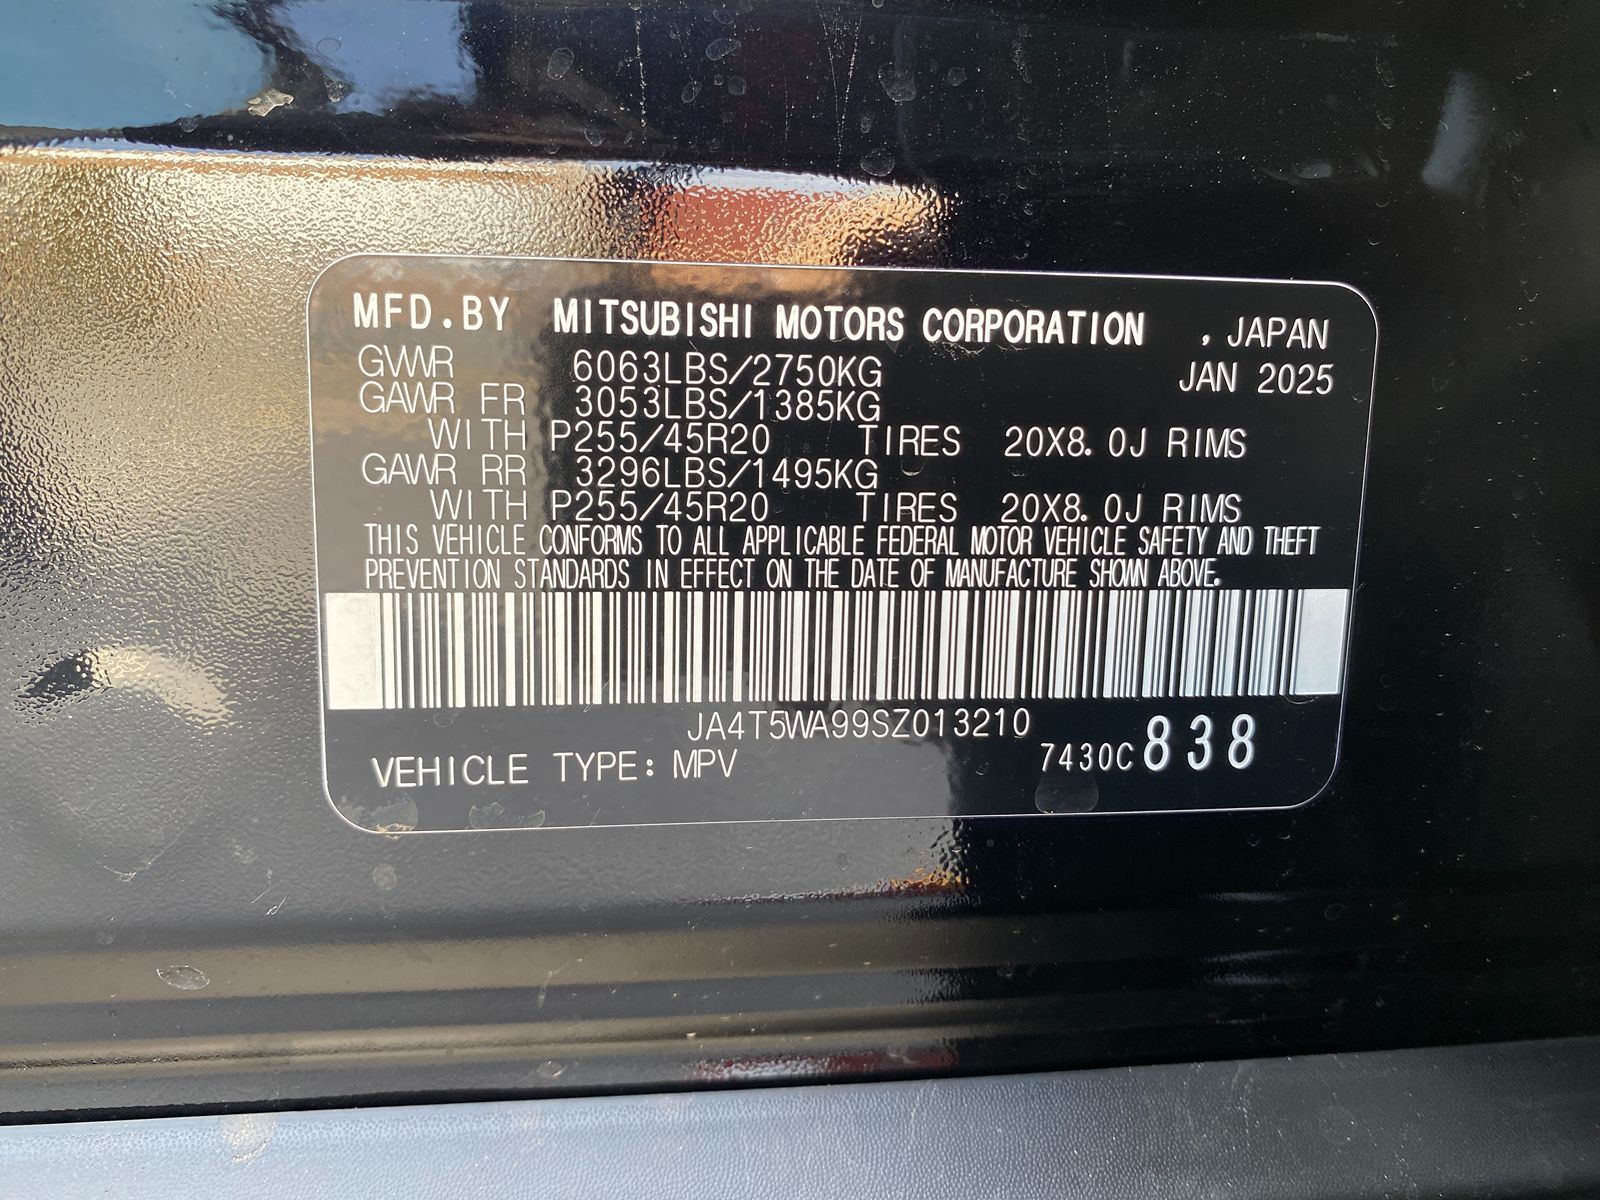 MFD.BY MITSUBISHI MOTORS CORPORATION , JAPAN
GVWR 6063LBS/2750KG JAN 2025
GAWR FR 3053LBS/1385KG
WITH P255/45R20 TIRES 20X8.0J RIMS
GAWR RR 3296LBS/1495KG
WITH P255/45R20 TIRES 20X8.0J RIMS
THIS VEHICLE CONFORMS TO ALL APPLICABLE FEDERAL MOTOR VEHICLE SAFETY AND THEFT
PREVENTION STANDARDS IN EFFECT ON THE DATE OF MANUFACTURE SHOWN ABOVE.
JA4T5WA99SZ013210
VEHICLE TYPE: MPV 7430C 838